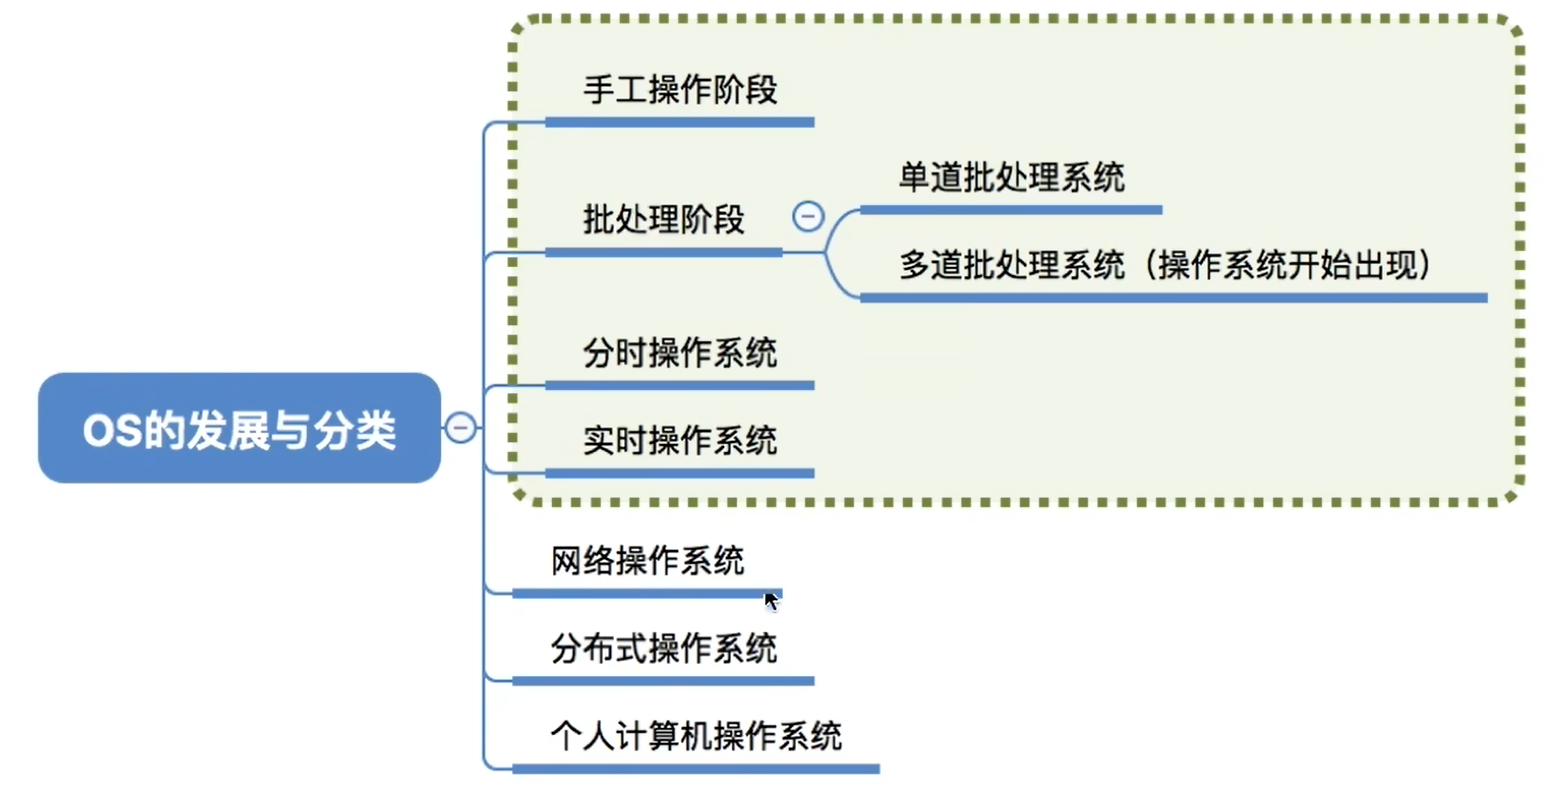 手工操作阶段
单道批处理系统
批处理阶段
多道批处理系统（操作系统开始出现）
分时操作系统
OS的发展与分类
实时操作系统
网络操作系统
分布式操作系统
个人计算机操作系统